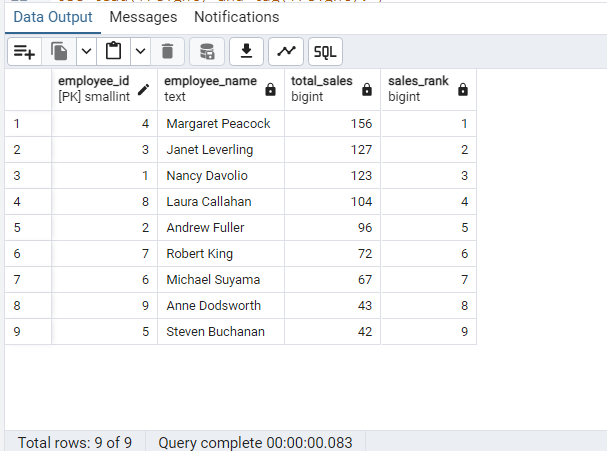 Data Output Messages Notifications
SQL
employee_id employee_name total_sales sales_rank
[PK] smallint text bigint bigint
1 4 Margaret Peacock 156 1
2 3 Janet Leverling 127 2
3 1 Nancy Davolio 123 3
4 8 Laura Callahan 104 4
5 2 Andrew Fuller 96 5
6 7 Robert King 72 6
7 6 Michael Suyama 67 7
8 9 Anne Dodsworth 43 8
9 5 Steven Buchanan 42 9
Total rows: 9 of 9 Query complete 00:00:00.083